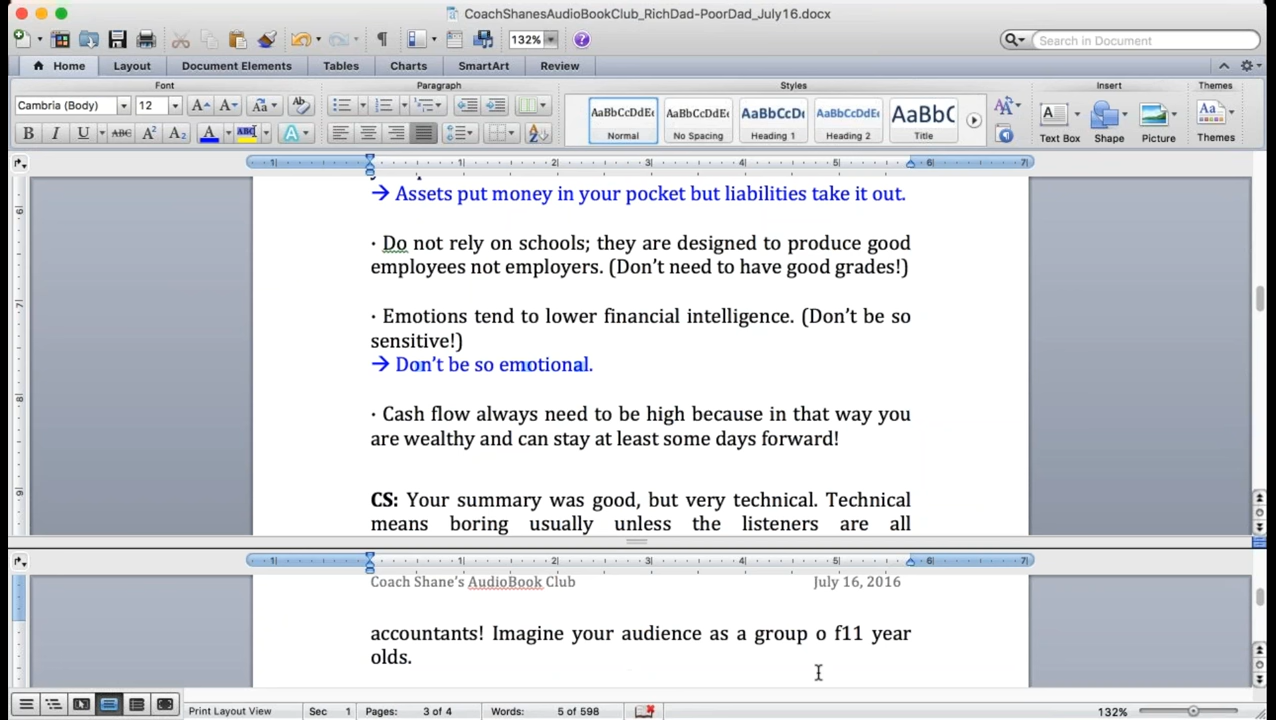 CoachShanesAudioBookClub_RichDad-PoorDad_July16.docx
132%
Search in Document
Home Layout Document Elements Tables Charts SmartArt Review
Font Paragraph Styles Insert Themes
Cambria (Body) 12
AaBbCcDdEe AaBbCcDdEe AaBbCcDdE AaBbCcDdEe AaBbC
Normal No Spacing Heading 1 Heading 2 Title Text Box Shape Picture Themes
→ Assets put money in your pocket but liabilities take it out.
· Do not rely on schools; they are designed to produce good
employees not employers. (Don't need to have good grades!)
· Emotions tend to lower financial intelligence. (Don't be so
sensitive!)
→ Don't be so emotional.
· Cash flow always need to be high because in that way you
are wealthy and can stay at least some days forward!
CS: Your summary was good, but very technical. Technical
means boring usually unless the listeners are all
Coach Shane's AudioBook Club July 16, 2016
accountants! Imagine your audience as a group o f11 year
olds.
Print Layout View Sec 1 Pages: 3 of 4 Words: 5 of 598 132%